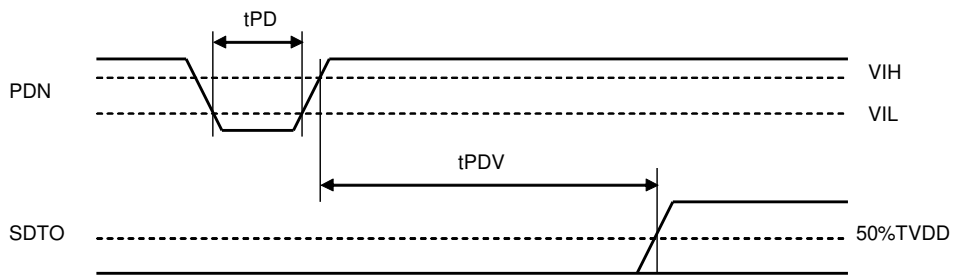 tPD
VIH
PDN
VIL
tPDV
SDTO
50%TVDD